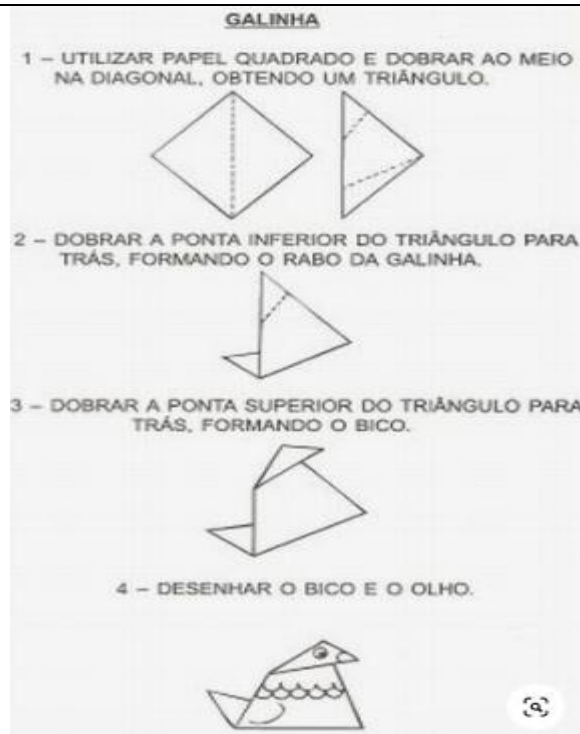 GALINHA
1 – UTILIZAR PAPEL QUADRADO E DOBRAR AO MEIO
NA DIAGONAL, OBTENDO UM TRIÂNGULO.
2 – DOBRAR A PONTA INFERIOR DO TRIÂNGULO PARA
TRÁS, FORMANDO O RABO DA GALINHA.
3 – DOBRAR A PONTA SUPERIOR DO TRIÂNGULO PARA
TRÁS, FORMANDO O BICO.
4 – DESENHAR O BICO E O OLHO.